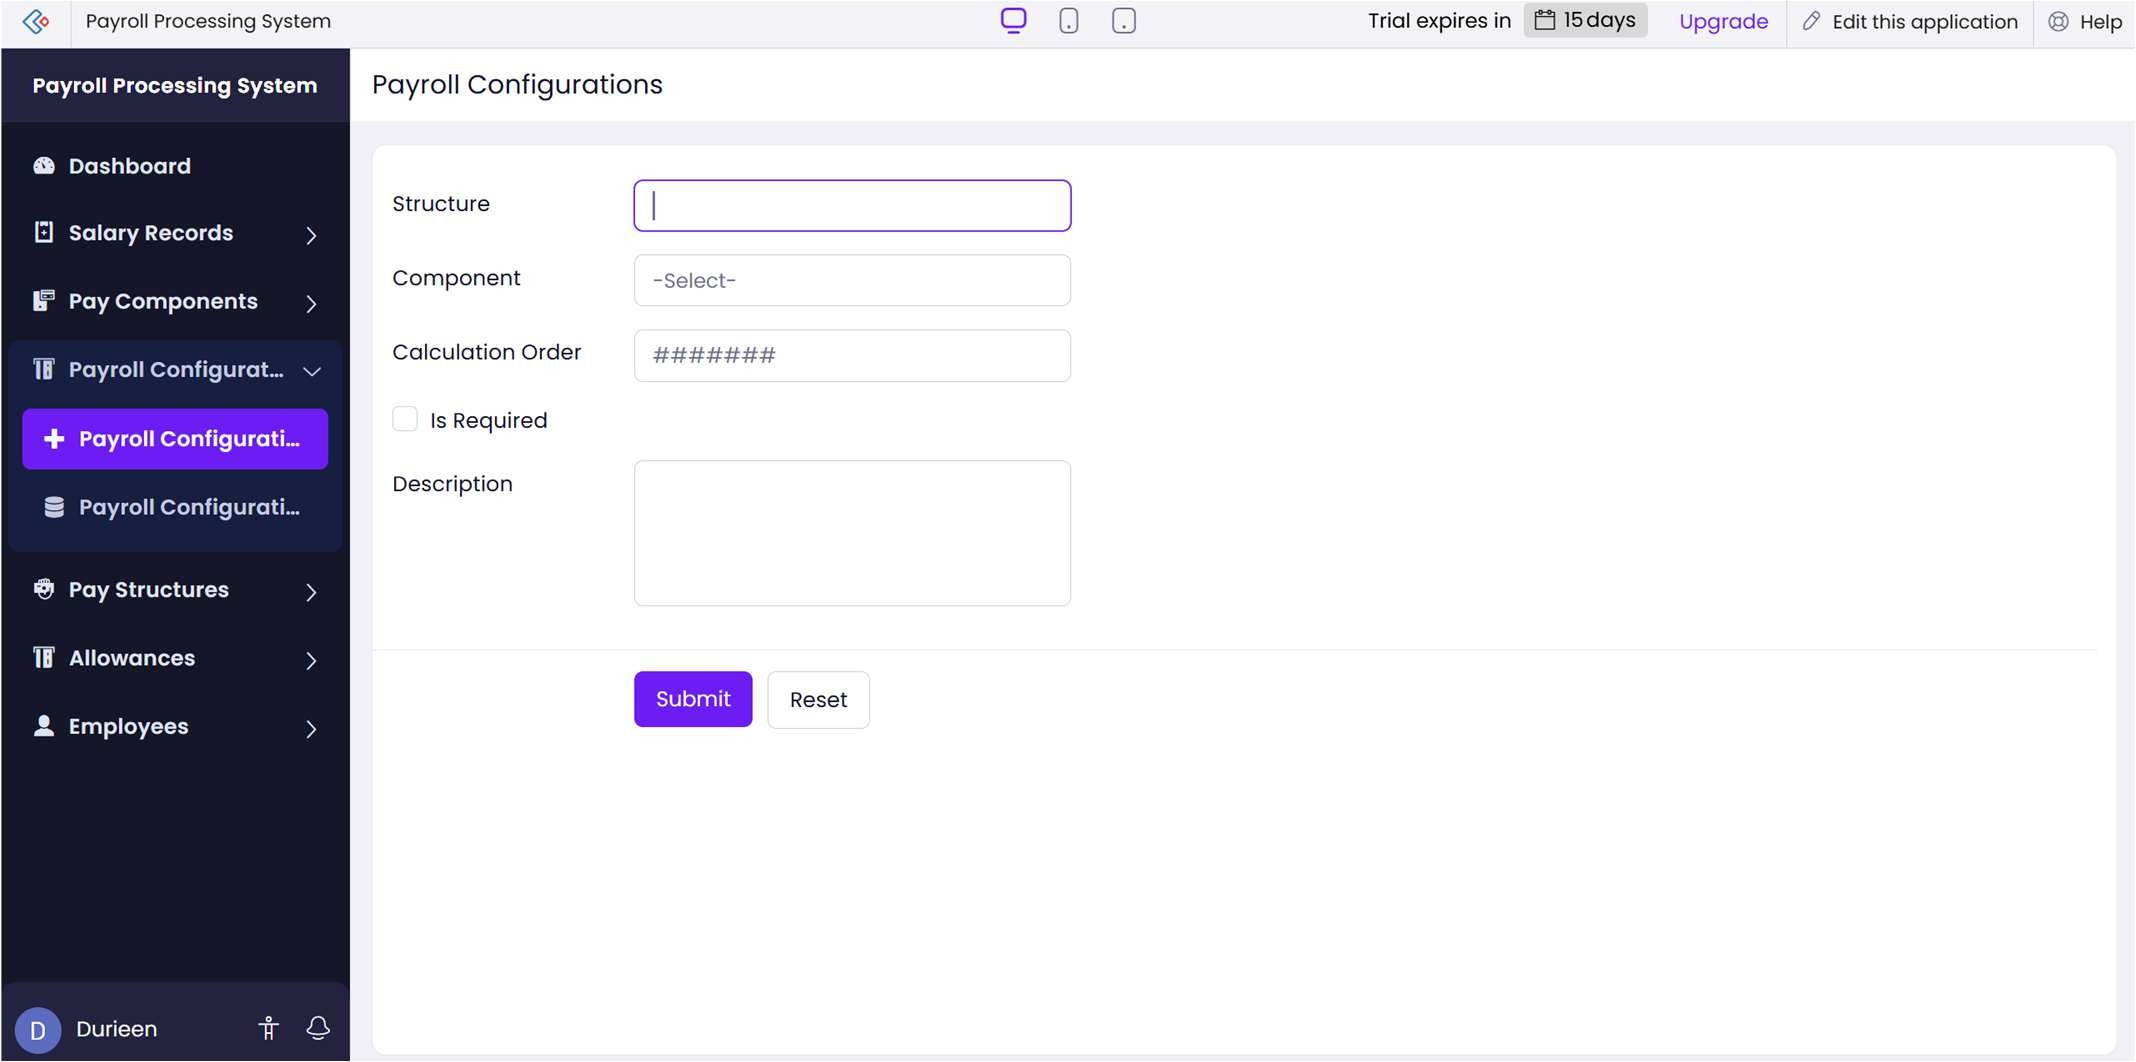 Payroll Processing System
Trial expires in 15 days Upgrade Edit this application Help
Payroll Processing System
Dashboard
Salary Records
Pay Components
Payroll Configurat...
Payroll Configurati...
Payroll Configurati...
Pay Structures
Allowances
Employees
D Durieen
Payroll Configurations
Structure
Component -Select-
Calculation Order #######
Is Required
Description
Submit Reset